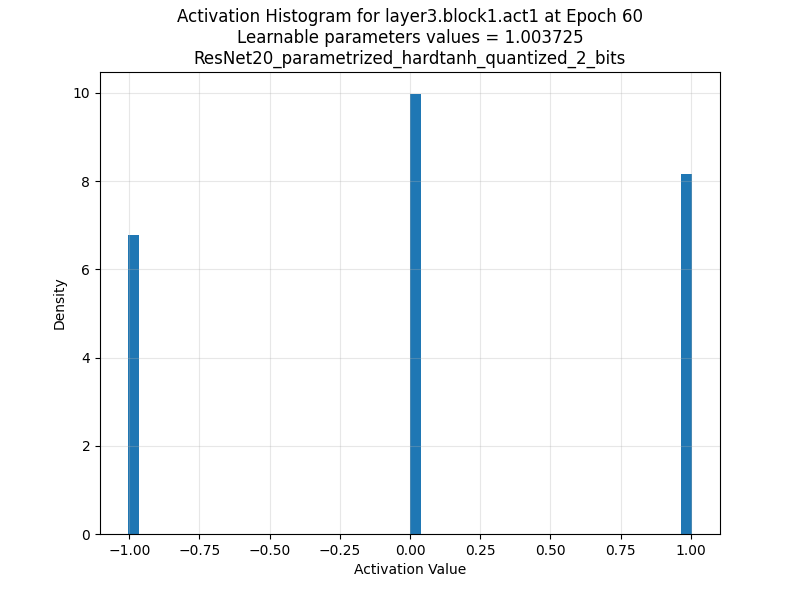 Activation Histogram for layer3.block1.act1 at Epoch 60
Learnable parameters values = 1.003725
ResNet20_parametrized_hardtanh_quantized_2_bits
Density
10
8
6
4
2
0
−1.00 −0.75 −0.50 −0.25 0.00 0.25 0.50 0.75 1.00
Activation Value